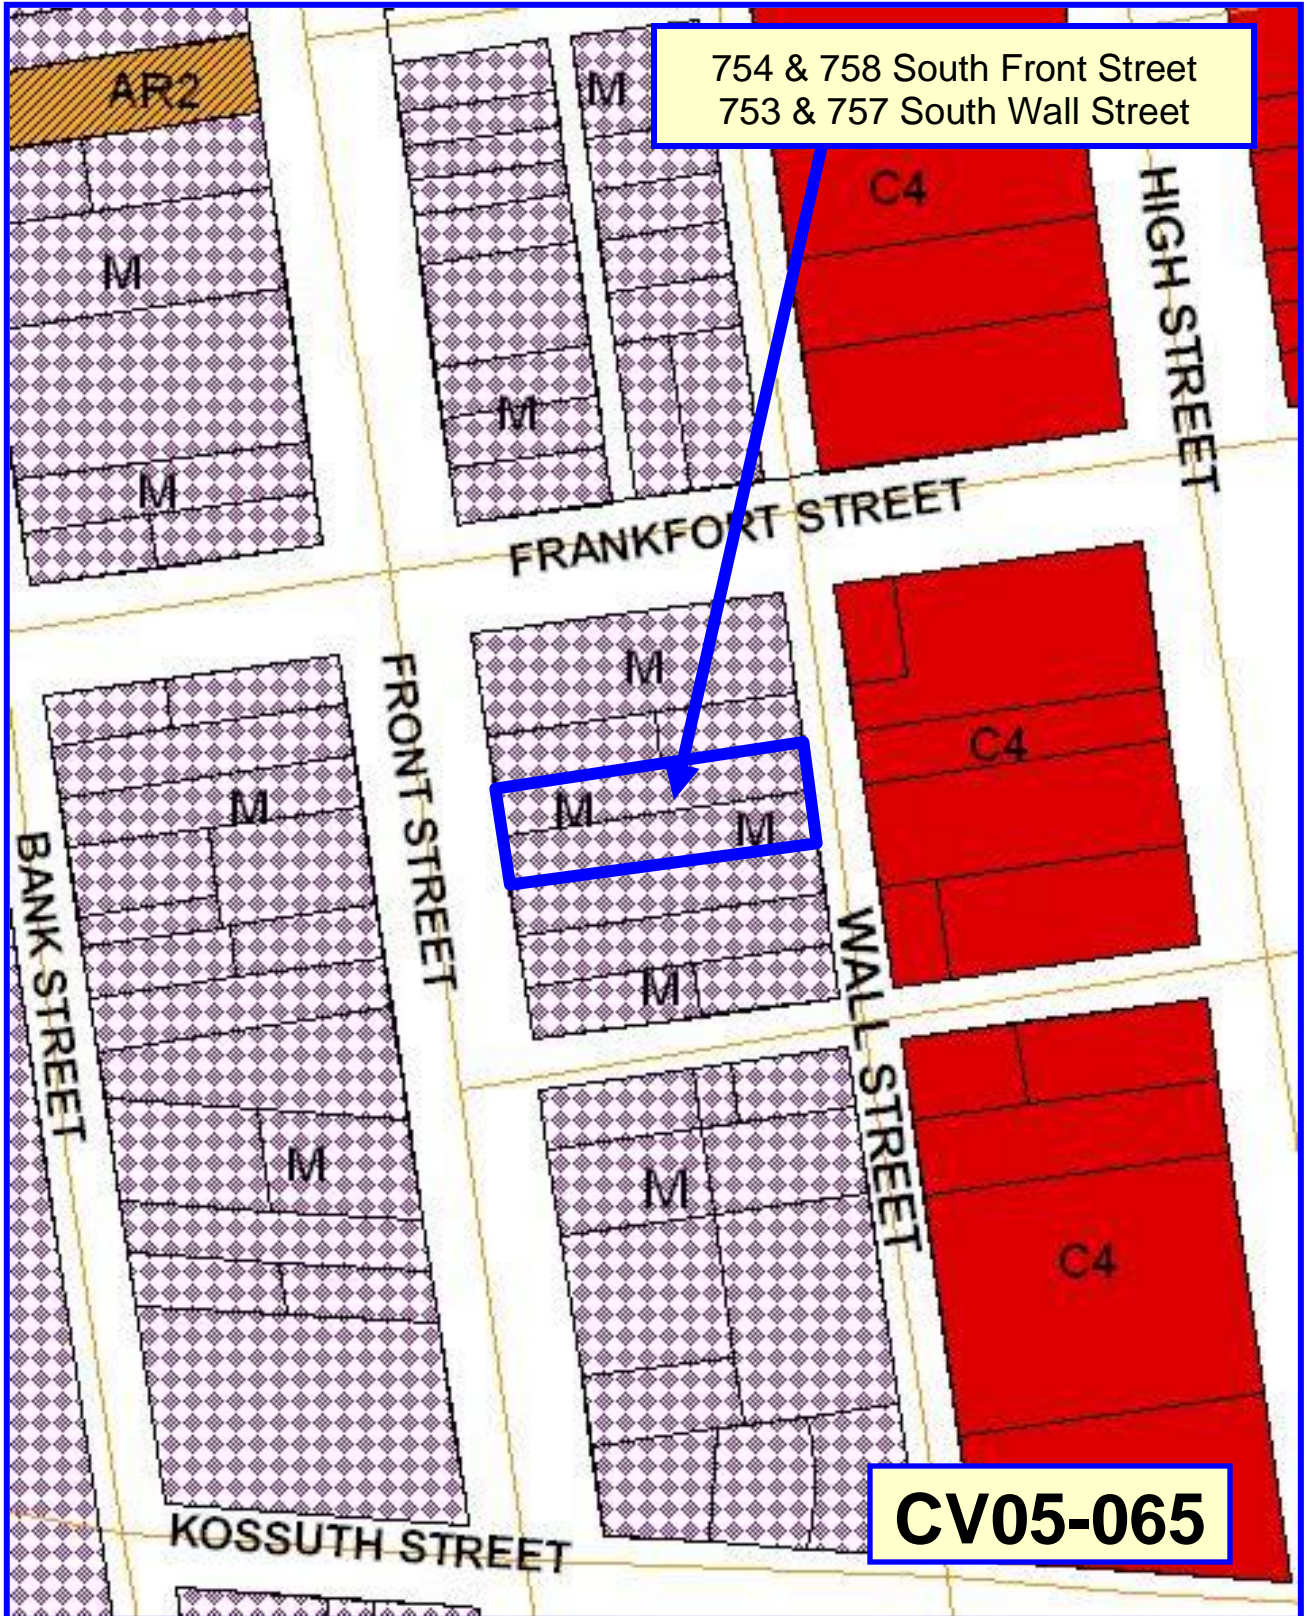 754 & 758 South Front Street
753 & 757 South Wall Street
AR2
M
C4
M
HIGH STREET
M
M
FRANKFORT STREET
M
FRONT STREET
C4
M
M
M
BANK STREET
WALL STREET
M
M
M
C4
CV05-065
KOSSUTH STREET